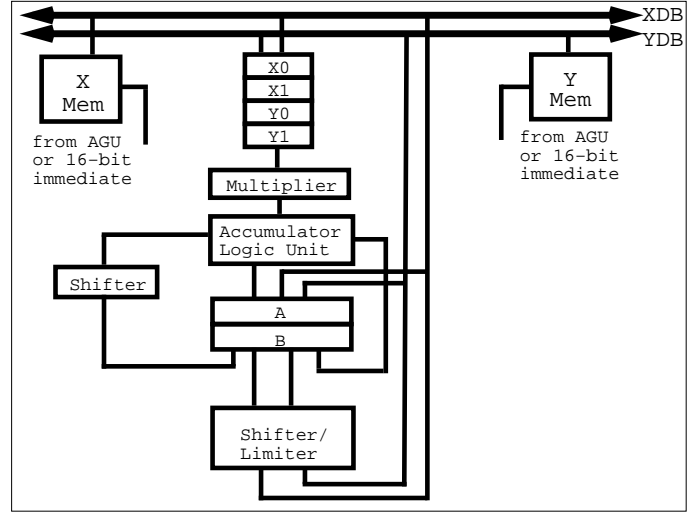 XDB
YDB
X
Mem
from AGU
or 16-bit
immediate
X0
X1
Y0
Y1
Y
Mem
from AGU
or 16-bit
immediate
Multiplier
Accumulator
Logic Unit
Shifter
A
B
Shifter/
Limiter